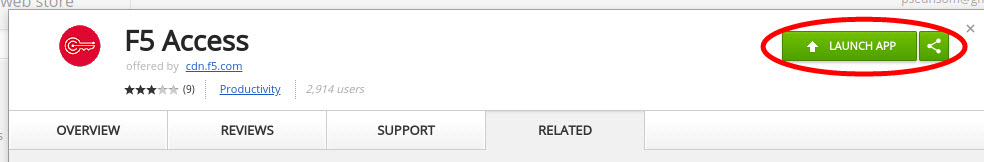 web store
F5 Access
offered by cdn.f5.com
(9) Productivity 2,914 users
LAUNCH APP
OVERVIEW REVIEWS SUPPORT RELATED